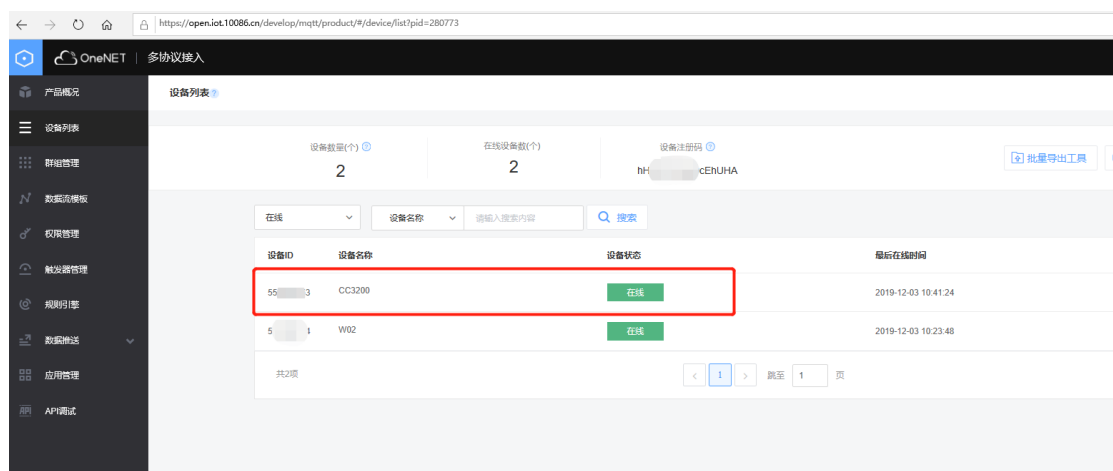 https://open.iot.10086.cn/develop/mqtt/product/#/device/list?pid=280773
OneNET | 多协议接入
产品概况
设备列表
群组管理
数据流模板
权限管理
触发器管理
规则引擎
数据推送
应用管理
API API调试
设备列表?
设备数量(个) ?
2
在线设备数(个)
2
设备注册码 ?
hH cEhUHA
批量导出工具
在线
设备名称
请输入搜索内容
搜索
设备ID 设备名称 设备状态 最后在线时间
55 3 CC3200 在线 2019-12-03 10:41:24
5 4 W02 在线 2019-12-03 10:23:48
共2项 < 1 > 跳至 1 页